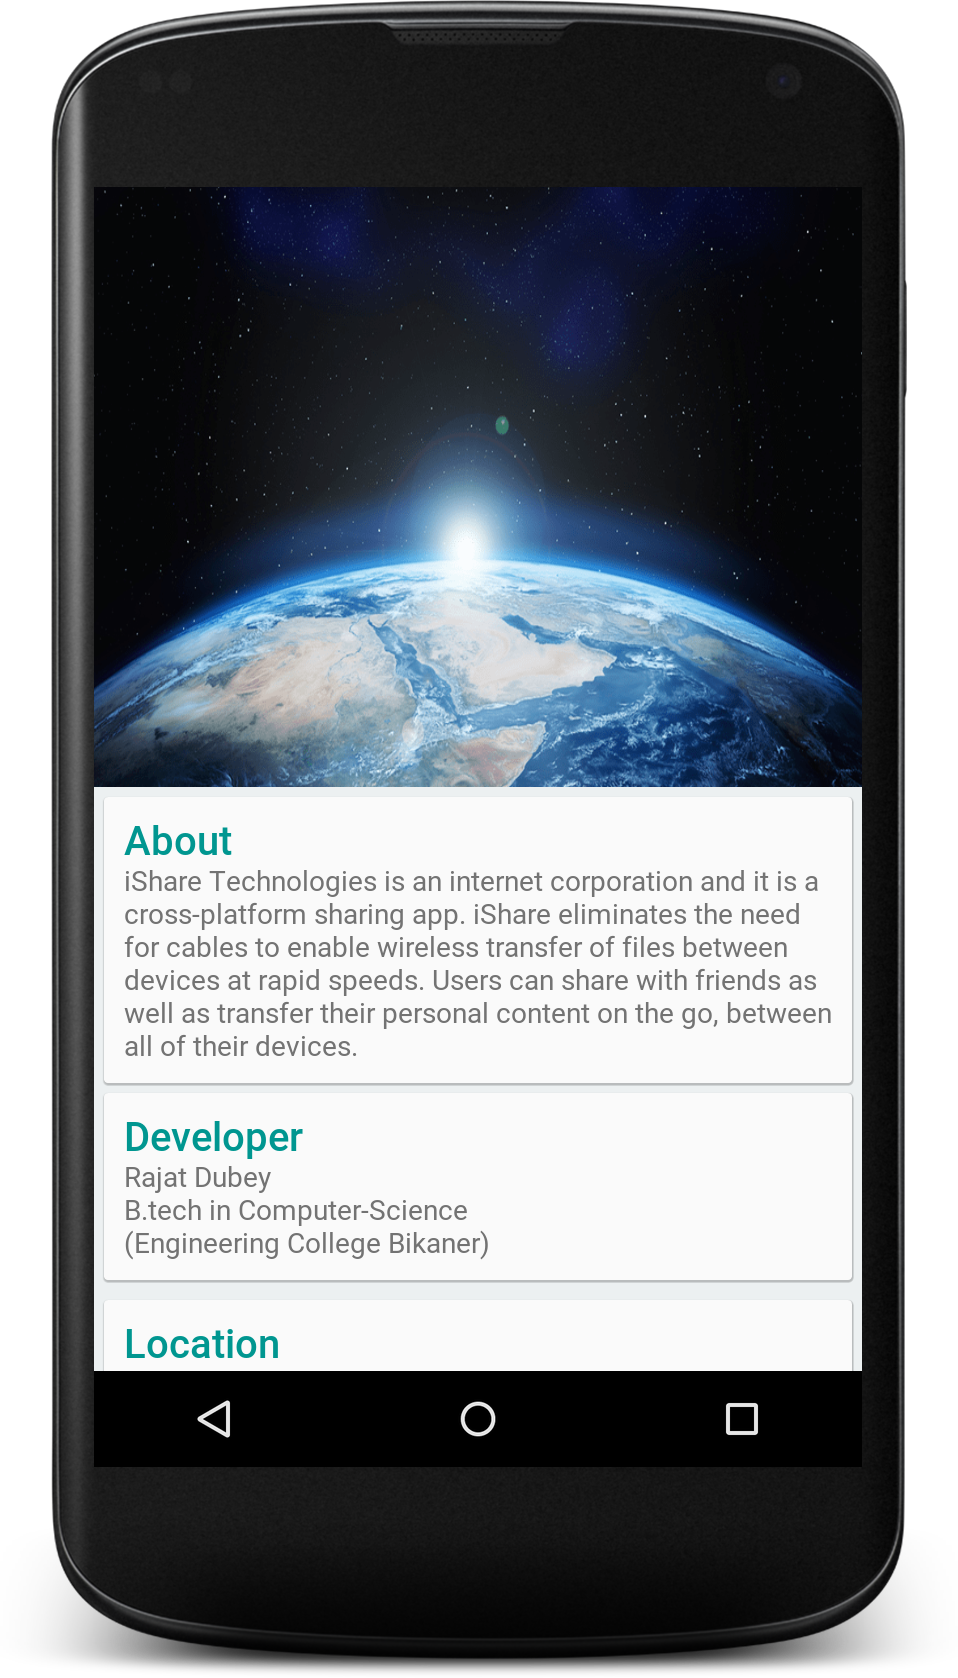 About
iShare Technologies is an internet corporation and it is a
cross-platform sharing app. iShare eliminates the need
for cables to enable wireless transfer of files between
devices at rapid speeds. Users can share with friends as
well as transfer their personal content on the go, between
all of their devices.
Developer
Rajat Dubey
B.tech in Computer-Science
(Engineering College Bikaner)
Location